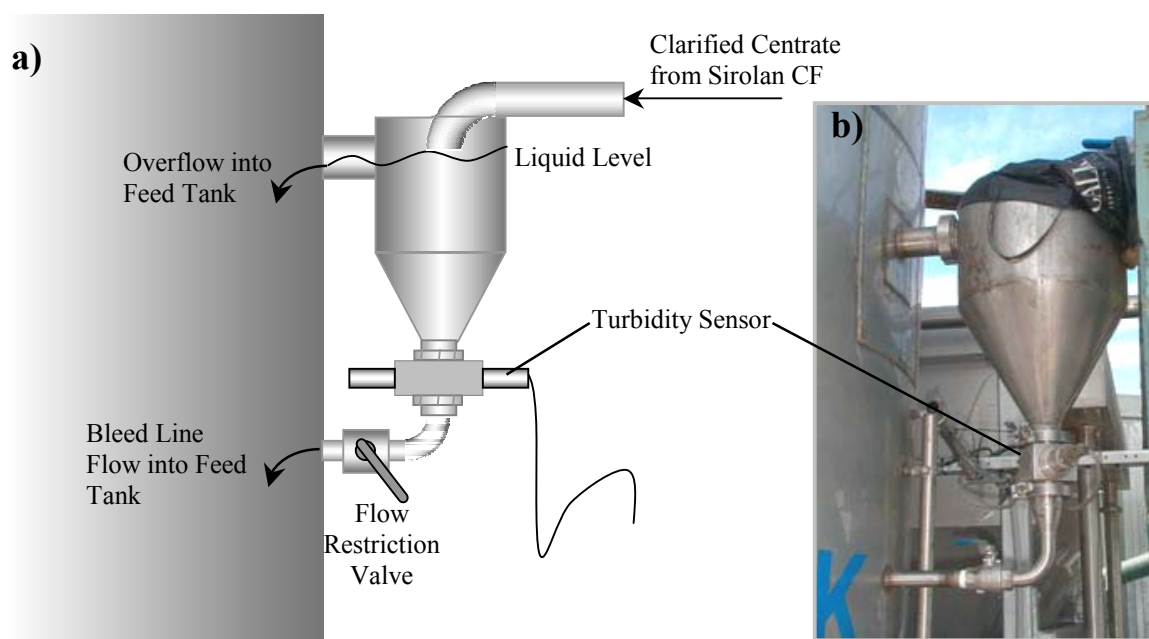 a)
Clarified Centrate
from Sirolan CF
b)
Overflow into
Feed Tank
Liquid Level
Turbidity Sensor
Bleed Line
Flow into Feed
Tank
Flow
Restriction
Valve
K